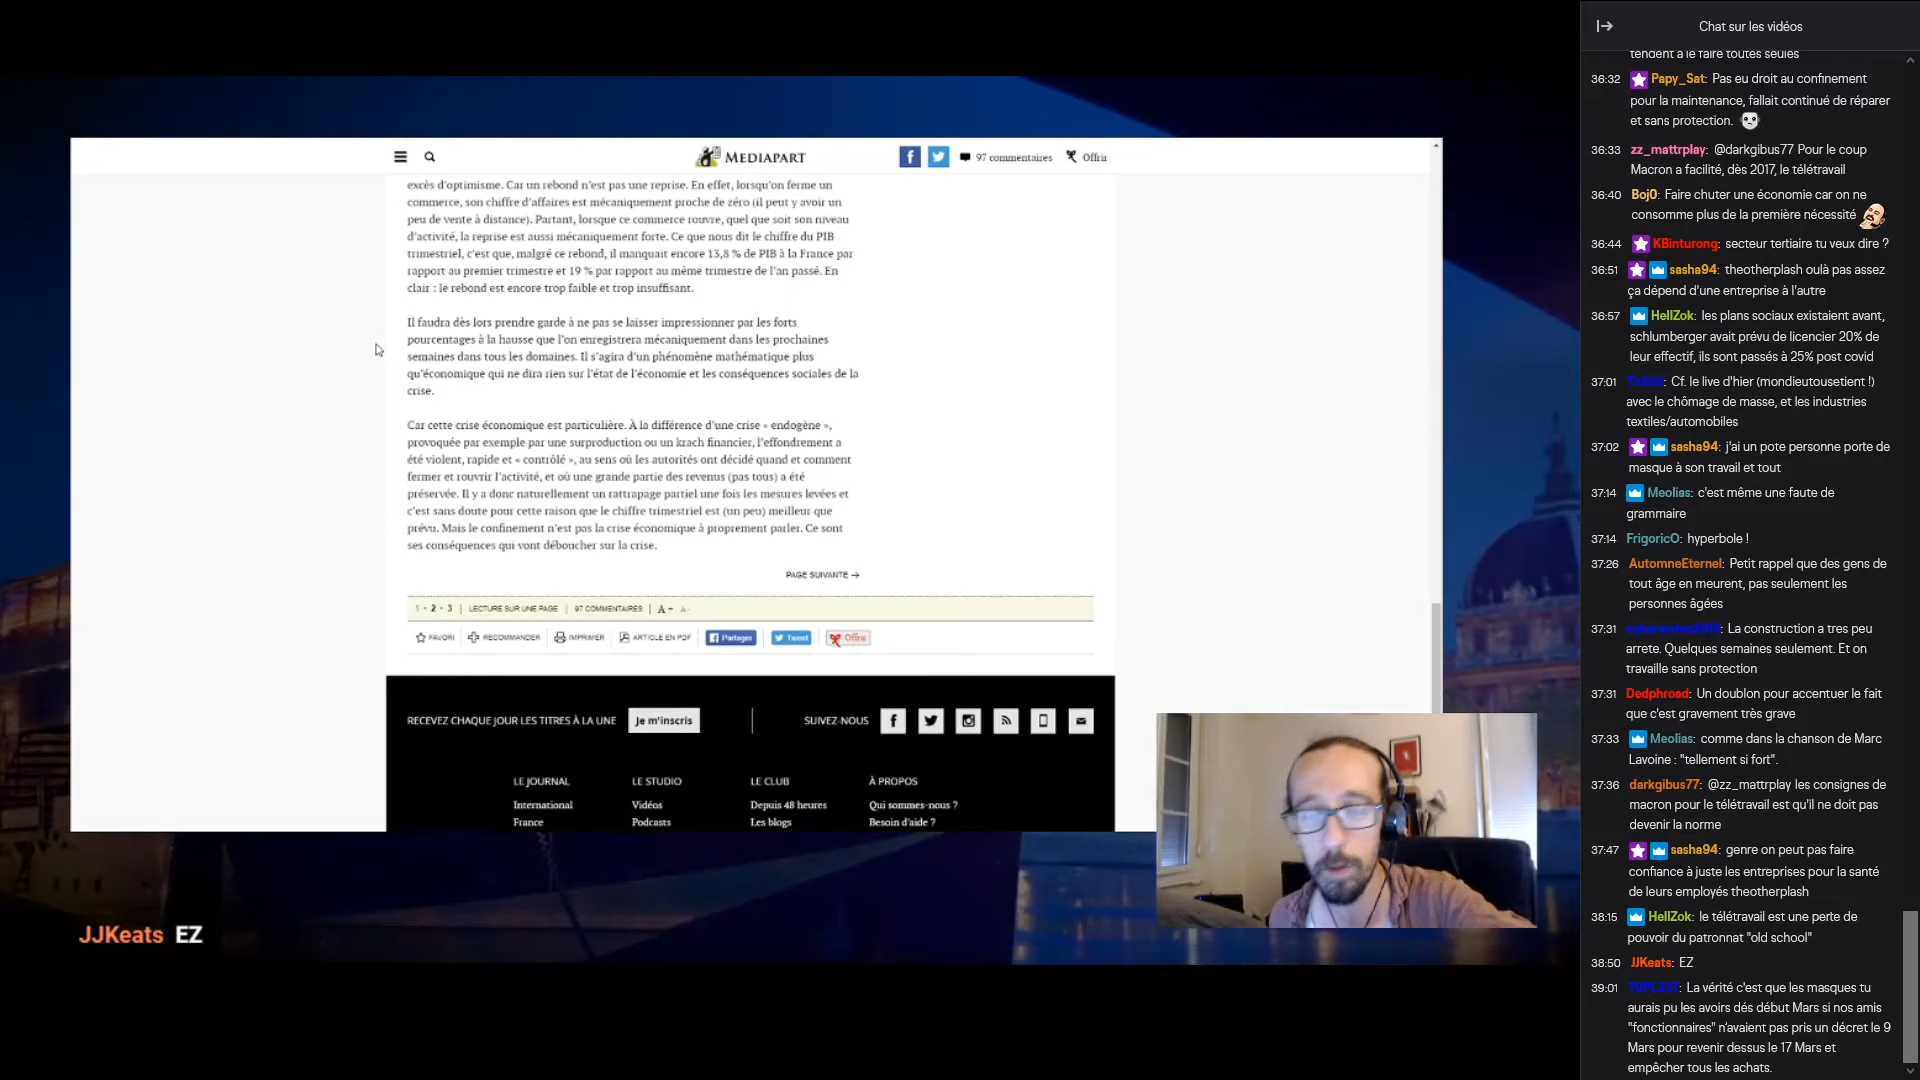 MEDIAPART
97 commentaires
Offrir
excès d'optimisme. Car un rebond n'est pas une reprise. En effet, lorsqu'on ferme un
commerce, son chiffre d'affaires est mécaniquement proche de zéro (il peut y avoir un
peu de vente à distance). Partant, lorsque ce commerce rouvre, quel que soit son niveau
d'activité, la reprise est aussi mécaniquement forte. Ce que nous dit le chiffre du PIB
trimestriel, c'est que, malgré ce rebond, il manquait encore 13,8 % de PIB à la France par
rapport au premier trimestre et 19 % par rapport au même trimestre de l'an passé. En
clair : le rebond est encore trop faible et trop insuffisant.
Il faudra dès lors prendre garde à ne pas se laisser impressionner par les forts
pourcentages à la hausse que l'on enregistrera mécaniquement dans les prochaines
semaines dans tous les domaines. Il s'agira d'un phénomène mathématique plus
qu'économique qui ne dira rien sur l'état de l'économie et les conséquences sociales de la
crise.
Car cette crise économique est particulière. À la différence d'une crise « endogène »,
provoquée par exemple par une surproduction ou un krach financier, l'effondrement a
été violent, rapide et « contrôlé », au sens où les autorités ont décidé quand et comment
fermer et rouvrir l'activité, et où une grande partie des revenus (pas tous) a été
préservée. Il y a donc naturellement un rattrapage partiel une fois les mesures levées et
c'est sans doute pour cette raison que le chiffre trimestriel est (un peu) meilleur que
prévu. Mais le confinement n'est pas la crise économique à proprement parler. Ce sont
ses conséquences qui vont déboucher sur la crise.
PAGE SUIVANTE →
1 · 2 · 3 | LECTURE SUR UNE PAGE | 97 COMMENTAIRES | A + A -
FAVORI RECOMMANDER IMPRIMER ARTICLE EN PDF Partager Tweet Offrir
RECEVEZ CHAQUE JOUR LES TITRES À LA UNE Je m'inscris
SUIVEZ-NOUS
LE JOURNAL LE STUDIO LE CLUB À PROPOS
International Vidéos Depuis 48 heures Qui sommes-nous ?
France Podcasts Les blogs Besoin d'aide ?
JJKeats EZ
Chat sur les vidéos
tendent à le faire toutes seules
36:32 Papy_Sat: Pas eu droit au confinement
pour la maintenance, fallait continué de réparer
et sans protection.
36:33 zz_mattrplay: @darkgibus77 Pour le coup
Macron a facilité, dès 2017, le télétravail
36:40 Boj0: Faire chuter une économie car on ne
consomme plus de la première nécessité
36:44 KBinturong: secteur tertiaire tu veux dire ?
36:51 sasha94: theotherplash oulà pas assez
ça dépend d'une entreprise à l'autre
36:57 HellZok: les plans sociaux existaient avant,
schlumberger avait prévu de licencier 20% de
leur effectif, ils sont passés à 25% post covid
37:01 Cf. le live d'hier (mondieutousetient !)
avec le chômage de masse, et les industries
textiles/automobiles
37:02 sasha94: j'ai un pote personne porte de
masque à son travail et tout
37:14 Meolias: c'est même une faute de
grammaire
37:14 FrigoricO: hyperbole !
37:26 AutomneEternel: Petit rappel que des gens de
tout âge en meurent, pas seulement les
personnes âgées
37:31 La construction a tres peu
arrete. Quelques semaines seulement. Et on
travaille sans protection
37:31 Dedphroad: Un doublon pour accentuer le fait
que c'est gravement très grave
37:33 Meolias: comme dans la chanson de Marc
Lavoine : "tellement si fort".
37:36 darkgibus77: @zz_mattrplay les consignes de
macron pour le télétravail est qu'il ne doit pas
devenir la norme
37:47 sasha94: genre on peut pas faire
confiance à juste les entreprises pour la santé
de leurs employés theotherplash
38:15 HellZok: le télétravail est une perte de
pouvoir du patronnat "old school"
38:50 JJKeats: EZ
39:01 La vérité c'est que les masques tu
aurais pu les avoirs dés début Mars si nos amis
"fonctionnaires" n'avaient pas pris un décret le 9
Mars pour revenir dessus le 17 Mars et
empêcher tous les achats.